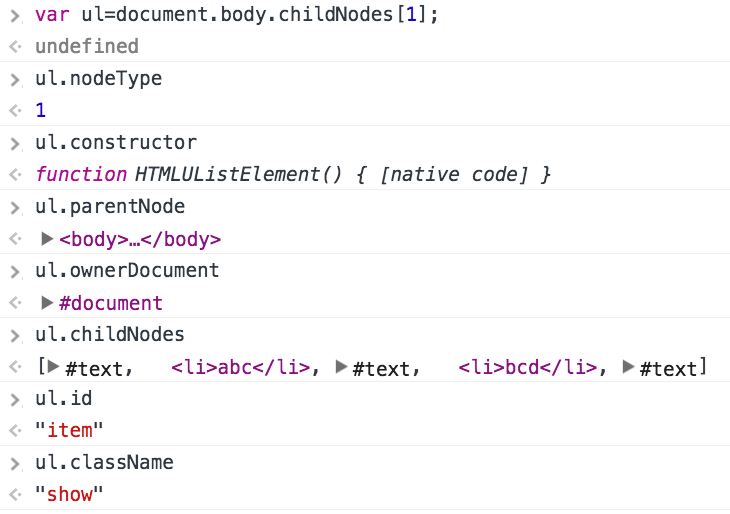 var ul=document.body.childNodes[1];
undefined
ul.nodeType
1
ul.constructor
function HTMLUListElement() { [native code] }
ul.parentNode
<body>…</body>
ul.ownerDocument
#document
ul.childNodes
[▶#text, <li>abc</li>, ▶#text, <li>bcd</li>, ▶#text]
ul.id
"item"
ul.className
"show"